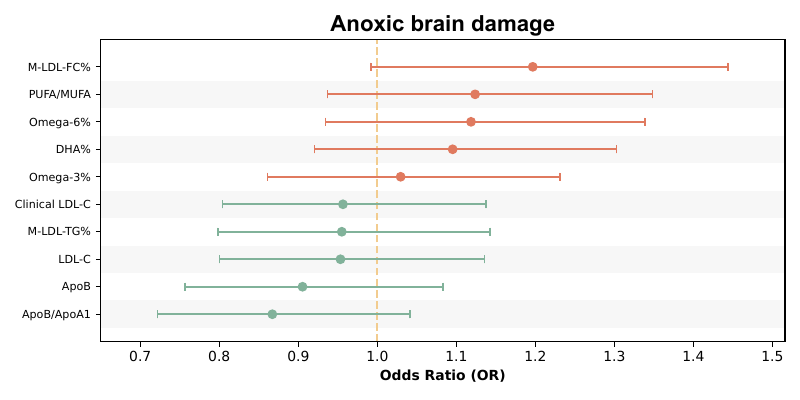 Anoxic brain damage
M-LDL-FC%
PUFA/MUFA
Omega-6%
DHA%
Omega-3%
Clinical LDL-C
M-LDL-TG%
LDL-C
ApoB
ApoB/ApoA1
0.7 0.8 0.9 1.0 1.1 1.2 1.3 1.4 1.5
Odds Ratio (OR)